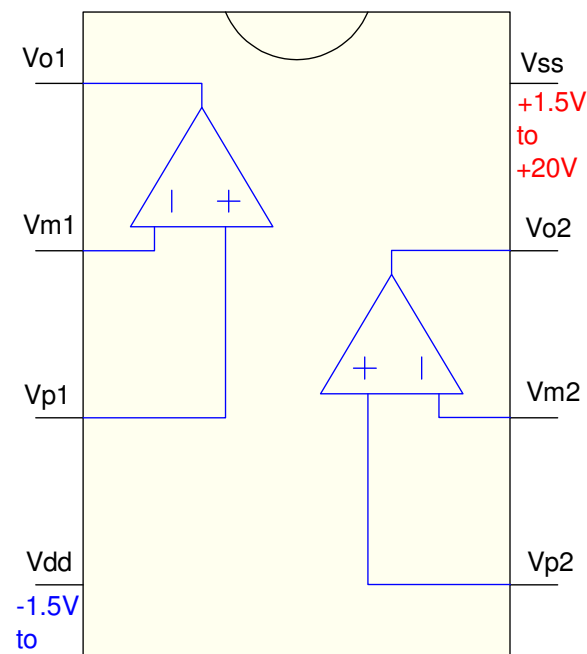 Vo1
Vss
+1.5V
to
+20V
− +
Vm1
Vo2
+ −
Vp1
Vm2
Vdd
-1.5V
to
Vp2